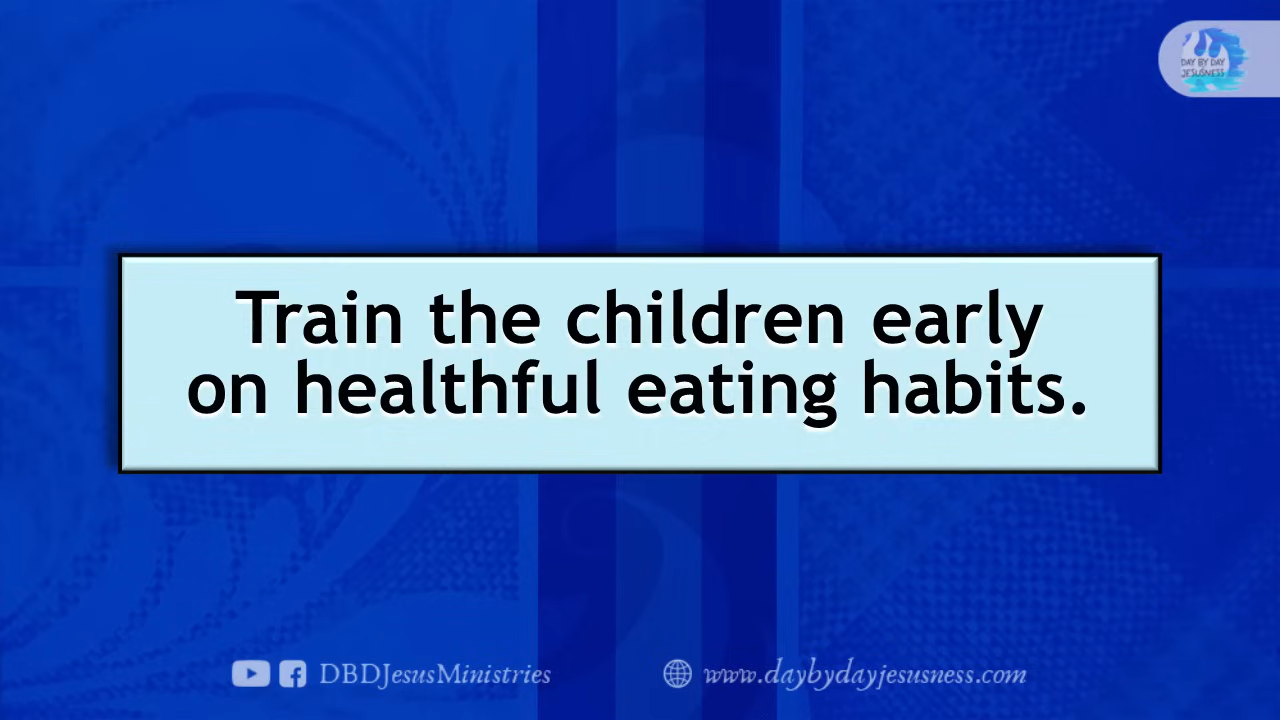 DAY BY DAY
JESUSNESS
Train the children early
on healthful eating habits.
DBDJesusMinistries
www.daybydayjesusness.com